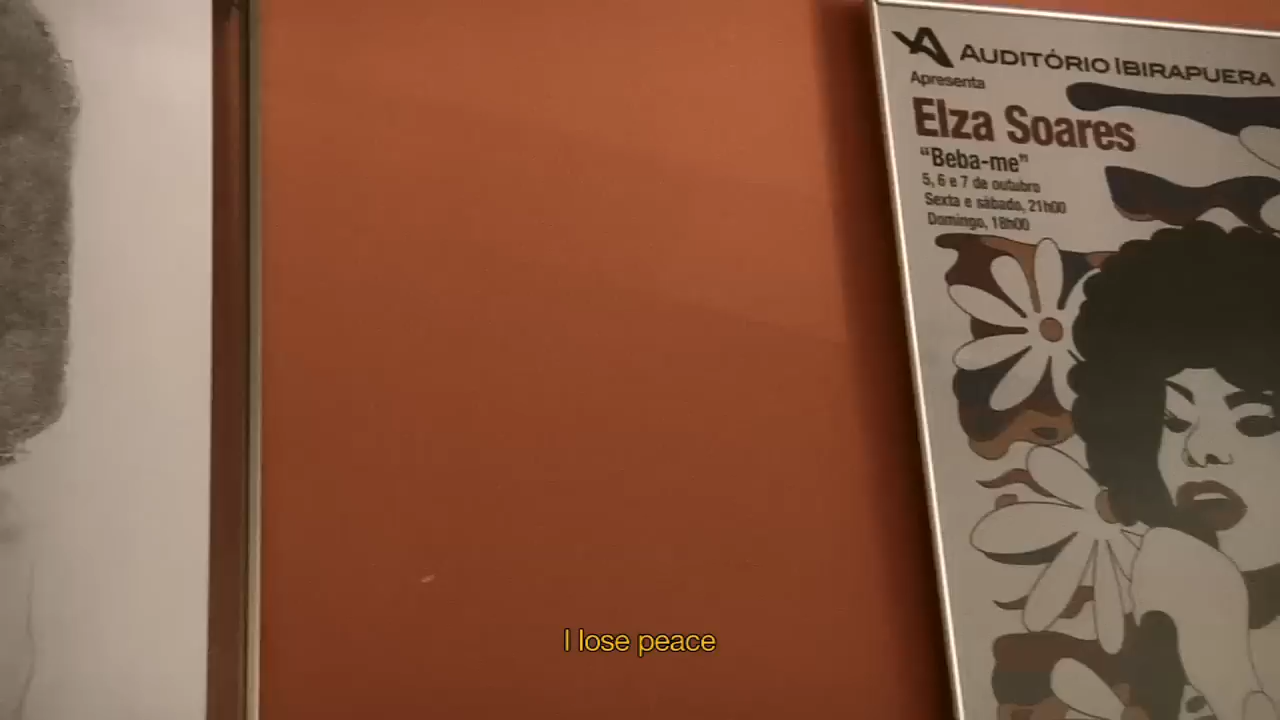 AUDITÓRIO IBIRAPUERA
Apresenta
Elza Soares
“Beba-me”
5, 6 e 7 de outubro
Sexta e sábado, 21h00
Domingo, 18h00
I lose peace